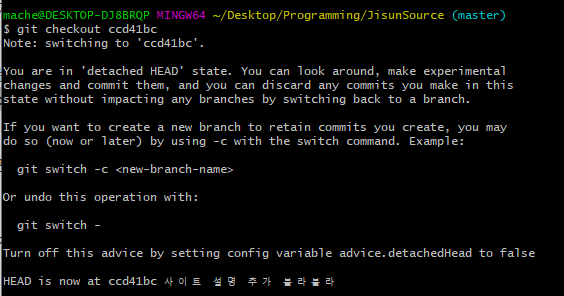 mache@DESKTOP-DJ8BRQP MINGW64 ~/Desktop/Programming/JisunSource (master)
$ git checkout ccd41bc
Note: switching to 'ccd41bc'.
You are in 'detached HEAD' state. You can look around, make experimental
changes and commit them, and you can discard any commits you make in this
state without impacting any branches by switching back to a branch.
If you want to create a new branch to retain commits you create, you may
do so (now or later) by using -c with the switch command. Example:
git switch -c <new-branch-name>
Or undo this operation with:
git switch -
Turn off this advice by setting config variable advice.detachedHead to false
HEAD is now at ccd41bc 사이트 설명 추가 블라블라